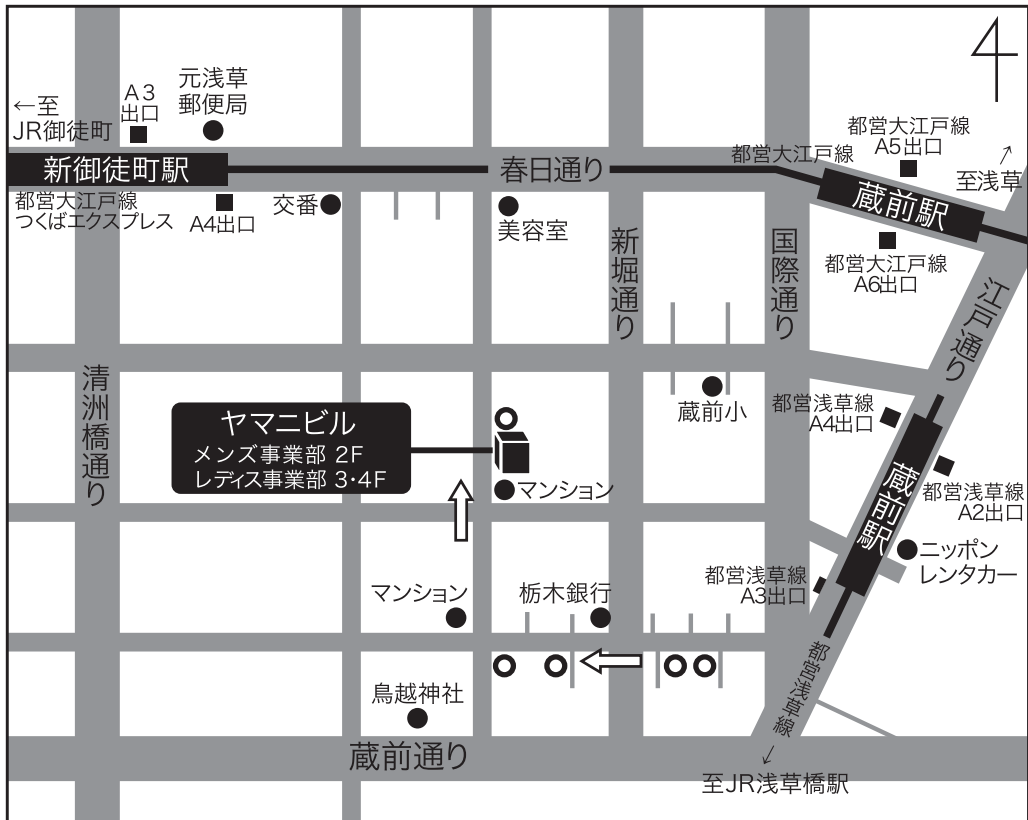 ←至
JR御徒町
A3
出口
元浅草
郵便局
新御徒町駅
都営大江戸線
つくばエクスプレス
A4出口
交番
春日通り
美容室
都営大江戸線
都営大江戸線
A5出口
至浅草
↑
蔵前駅
都営大江戸線
A6出口
新堀通り
国際通り
江戸通り
清洲橋通り
ヤマニビル
メンズ事業部 2F
レディス事業部 3・4F
マンション
蔵前小
都営浅草線
A4出口
蔵前駅
都営浅草線
A2出口
ニッポン
レンタカー
都営浅草線
A3出口
マンション
栃木銀行
鳥越神社
蔵前通り
都営浅草線
↓
至JR浅草橋駅